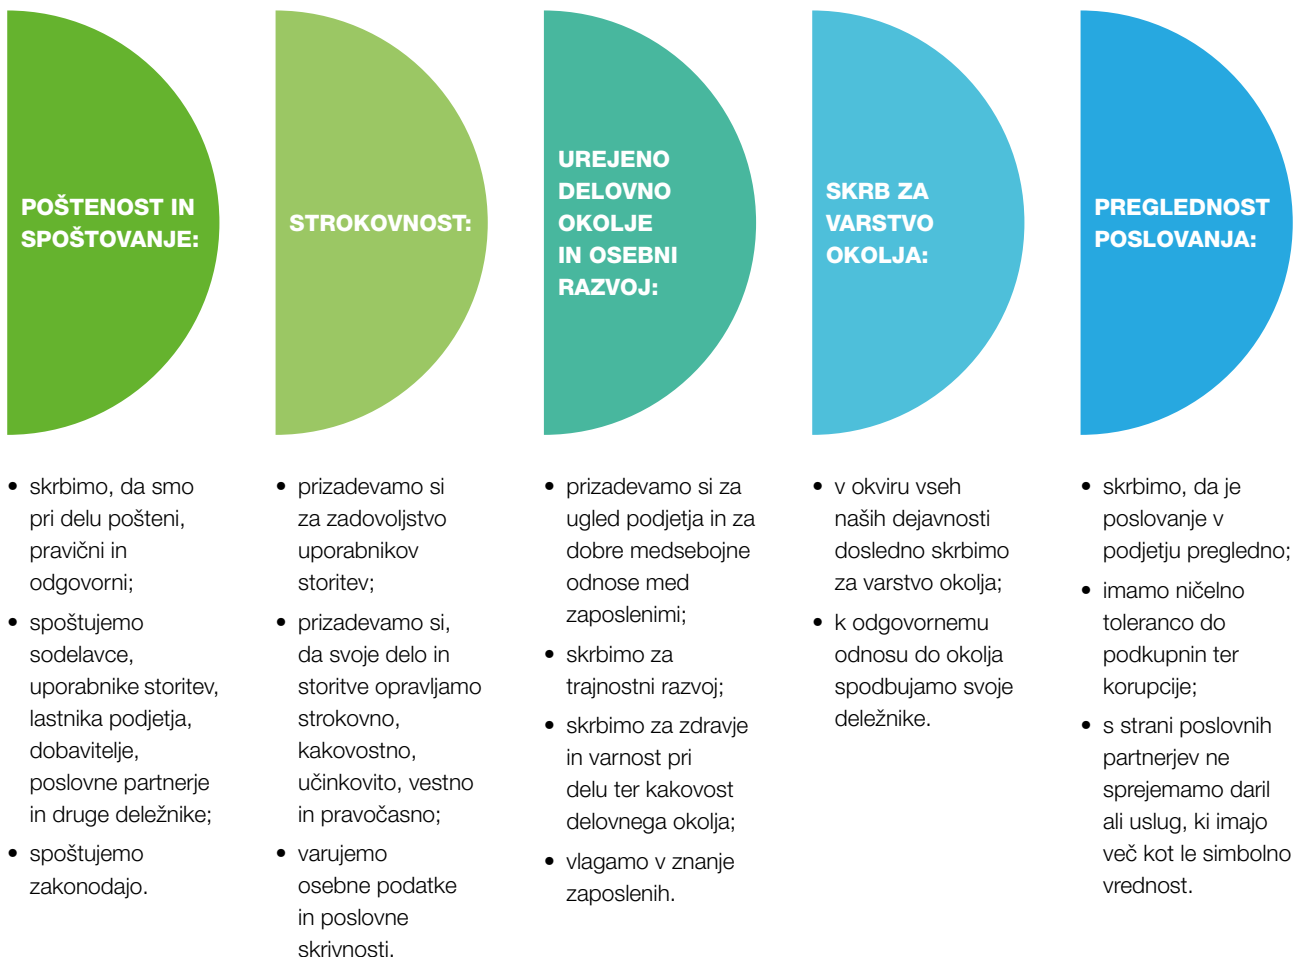 POŠTENOST IN
SPOŠTOVANJE:
• skrbimo, da smo
pri delu pošteni,
pravični in
odgovorni;
• spoštujemo
sodelavce,
uporabnike storitev,
lastnika podjetja,
dobavitelje,
poslovne partnerje
in druge deležnike;
• spoštujemo
zakonodajo.
STROKOVNOST:
• prizadevamo si
za zadovoljstvo
uporabnikov
storitev;
• prizadevamo si,
da svoje delo in
storitve opravljamo
strokovno,
kakovostno,
učinkovito, vestno
in pravočasno;
• varujemo
osebne podatke
in poslovne
skrivnosti.
UREJENO
DELOVNO
OKOLJE
IN OSEBNI
RAZVOJ:
• prizadevamo si za
ugled podjetja in za
dobre medsebojne
odnose med
zaposlenimi;
• skrbimo za
trajnostni razvoj;
• skrbimo za zdravje
in varnost pri
delu ter kakovost
delovnega okolja;
• vlagamo v znanje
zaposlenih.
SKRB ZA
VARSTVO
OKOLJA:
• v okviru vseh
naših dejavnosti
dosledno skrbimo
za varstvo okolja;
• k odgovornemu
odnosu do okolja
spodbujamo svoje
deležnike.
PREGLEDNOST
POSLOVANJA:
• skrbimo, da je
poslovanje v
podjetju pregledno;
• imamo ničelno
toleranco do
podkupnin ter
korupcije;
• s strani poslovnih
partnerjev ne
sprejemamo daril
ali uslug, ki imajo
več kot le simbolno
vrednost.